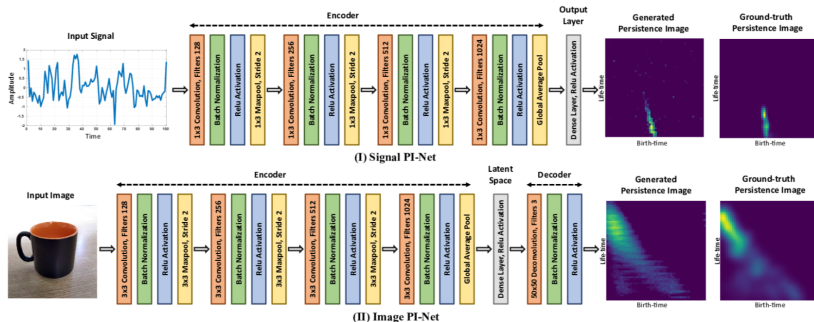 Encoder
Output
Layer
Generated
Persistence Image
Ground-truth
Persistence Image
Input Signal
Amplitude
Time
1x3 Convolution, Filters 128
Batch Normalization
Relu Activation
1x3 Maxpool, Stride 2
1x3 Convolution, Filters 256
Batch Normalization
Relu Activation
1x3 Maxpool, Stride 2
1x3 Convolution, Filters 512
Batch Normalization
Relu Activation
1x3 Maxpool, Stride 2
1x3 Convolution, Filters 1024
Batch Normalization
Relu Activation
Global Average Pool
Dense Layer, Relu Activation
Life-time
Birth-time
Life-time
Birth-time
(I) Signal PI-Net
Input Image
Encoder
Latent
Space
Decoder
Generated
Persistence Image
Ground-truth
Persistence Image
3x3 Convolution, Filters 128
Batch Normalization
Relu Activation
3x3 Maxpool, Stride 2
3x3 Convolution, Filters 256
Batch Normalization
Relu Activation
3x3 Maxpool, Stride 2
3x3 Convolution, Filters 512
Batch Normalization
Relu Activation
3x3 Maxpool, Stride 2
3x3 Convolution, Filters 1024
Batch Normalization
Relu Activation
Global Average Pool
Dense Layer, Relu Activation
50x50 Deconvolution, Filters 3
Batch Normalization
Relu Activation
Life-time
Birth-time
Life-time
Birth-time
(II) Image PI-Net